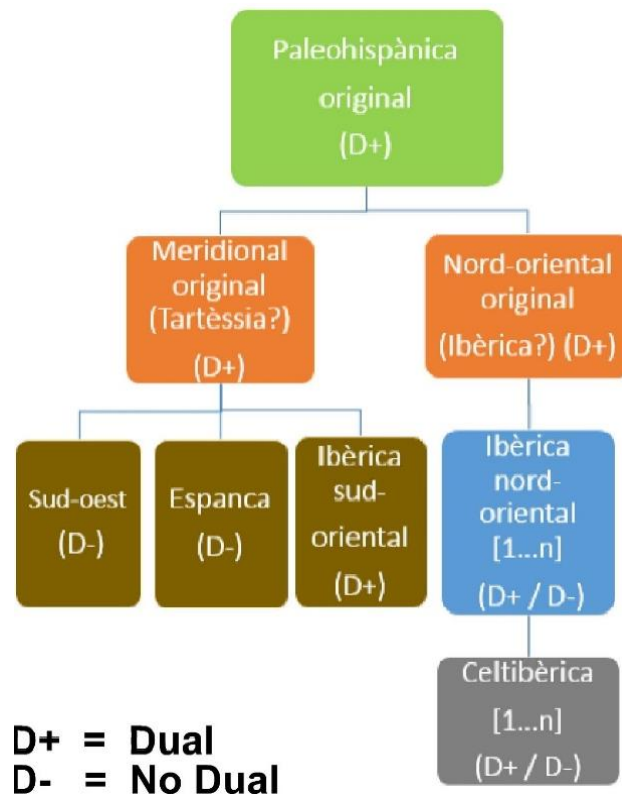 Paleohispànica
original
(D+)
Meridional
original
(Tartèssia?)
(D+)
Nord-oriental
original
(Ibèrica?) (D+)
Sud-oest
(D-)
Espanca
(D-)
Ibèrica
sud-
oriental
(D+)
Ibèrica
nord-
oriental
[1...n]
(D+ / D-)
Celtibèrica
[1...n]
(D+ / D-)
D+ = Dual
D- = No Dual